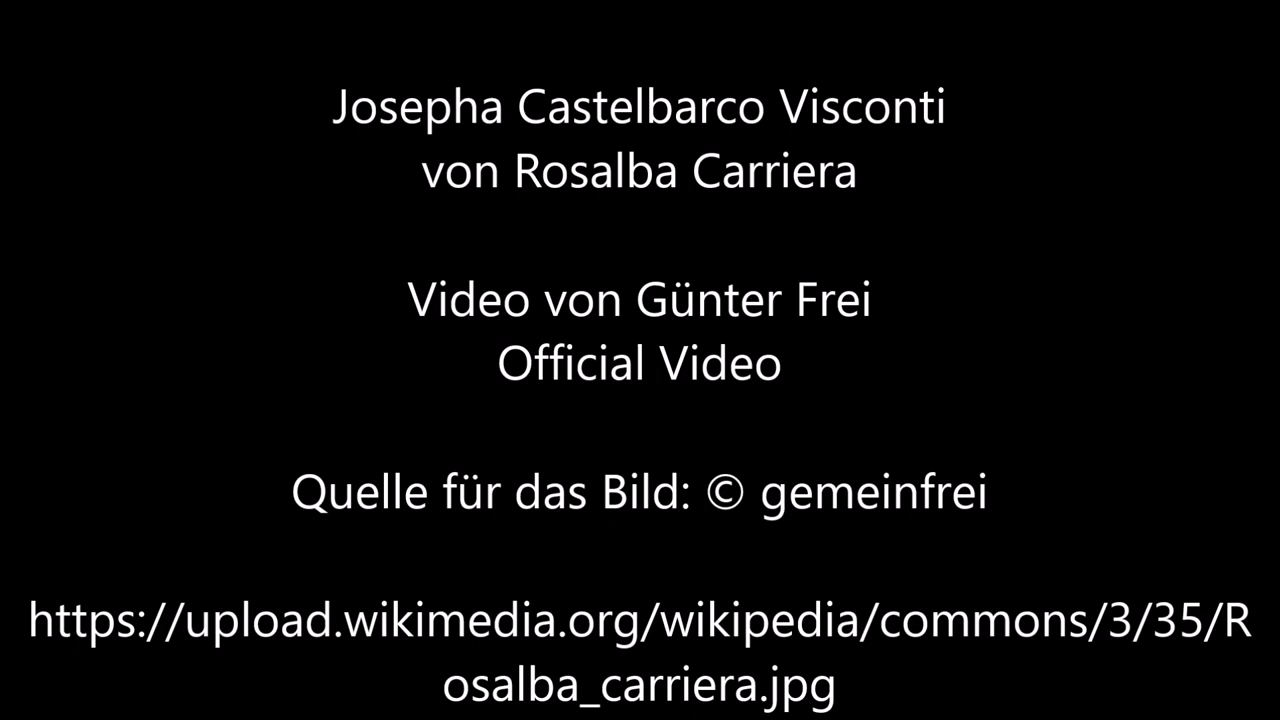 Josepha Castelbarco Visconti
von Rosalba Carriera
Video von Günter Frei
Official Video
Quelle für das Bild: © gemeinfrei
https://upload.wikimedia.org/wikipedia/commons/3/35/R
osalba_carriera.jpg